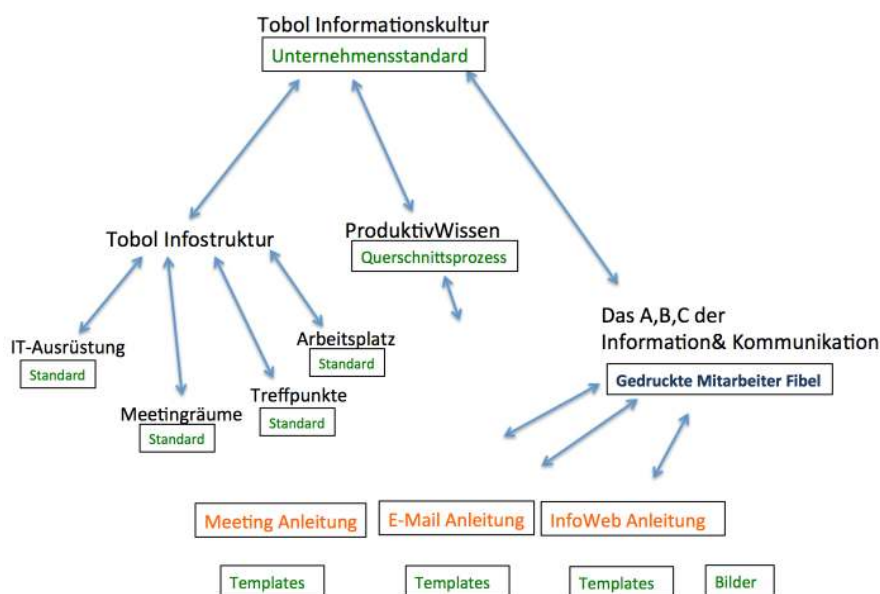 Tobol Informationskultur
Unternehmensstandard
Tobol Infostruktur
ProduktivWissen
Querschnittsprozess
IT-Ausrüstung
Standard
Meetingräume
Standard
Treffpunkte
Standard
Arbeitsplatz
Standard
Das A,B,C der
Information& Kommunikation
Gedruckte Mitarbeiter Fibel
Meeting Anleitung
E-Mail Anleitung
InfoWeb Anleitung
Templates
Templates
Templates
Bilder